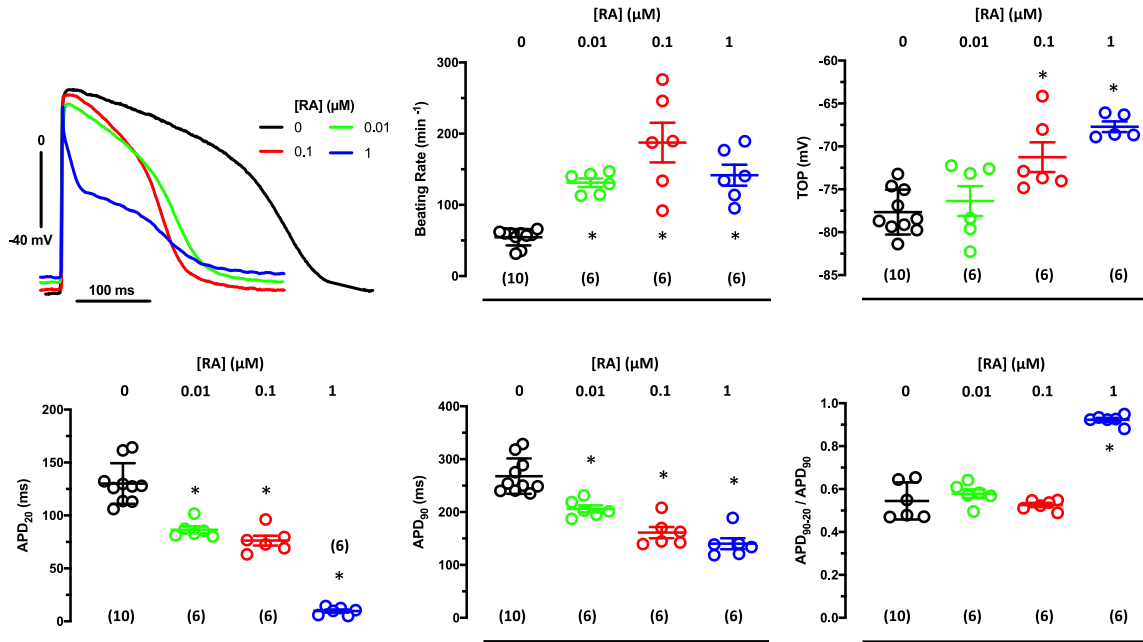 [RA] (µM)
0
0.01
0.1
1
0
-40 mV
100 ms
[RA] (µM)
0 0.01 0.1 1
Beating Rate (min⁻¹)
300
200
100
0
* * *
(10) (6) (6) (6)
[RA] (µM)
0 0.01 0.1 1
TOP (mV)
-60
-65
-70
-75
-80
-85
* *
(10) (6) (6) (6)
[RA] (µM)
0 0.01 0.1 1
APD₂₀ (ms)
200
150
100
50
0
* *
(6)
*
(10) (6) (6)
[RA] (µM)
0 0.01 0.1 1
APD₉₀ (ms)
400
300
200
100
0
* * *
(10) (6) (6) (6)
[RA] (µM)
0 0.01 0.1 1
APD₉₀₋₂₀ / APD₉₀
1.0
0.8
0.6
0.4
0.2
0.0
*
(10) (6) (6) (6)